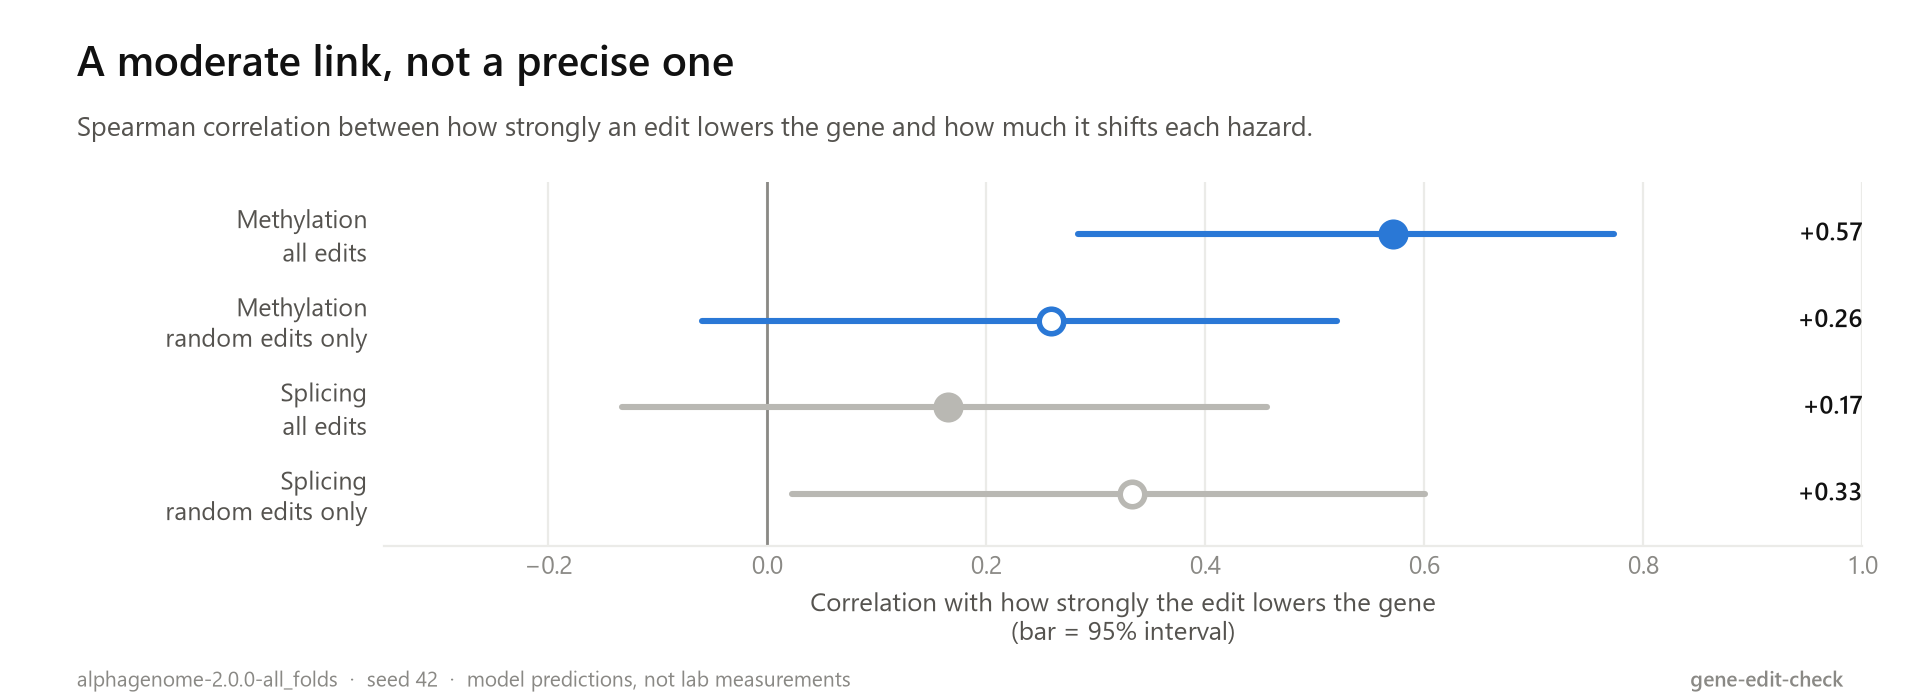 A moderate link, not a precise one
Spearman correlation between how strongly an edit lowers the gene and how much it shifts each hazard.
Methylation
all edits
+0.57
Methylation
random edits only
+0.26
Splicing
all edits
+0.17
Splicing
random edits only
+0.33
−0.2 0.0 0.2 0.4 0.6 0.8 1.0
Correlation with how strongly the edit lowers the gene
(bar = 95% interval)
alphagenome-2.0.0-all_folds · seed 42 · model predictions, not lab measurements
gene-edit-check